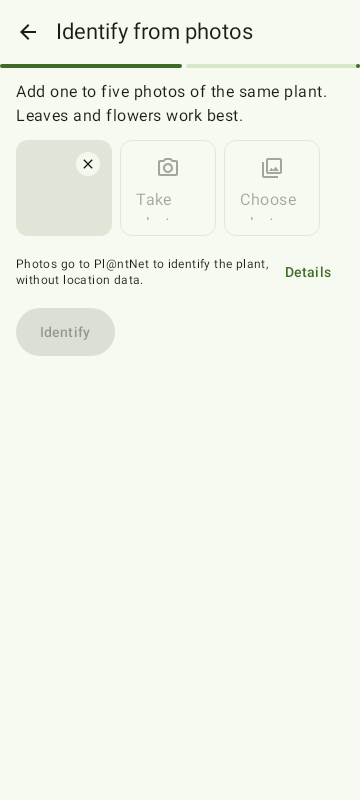 Identify from photos
Add one to five photos of the same plant.
Leaves and flowers work best.
Take
Choose
Photos go to Pl@ntNet to identify the plant,
without location data.
Details
Identify